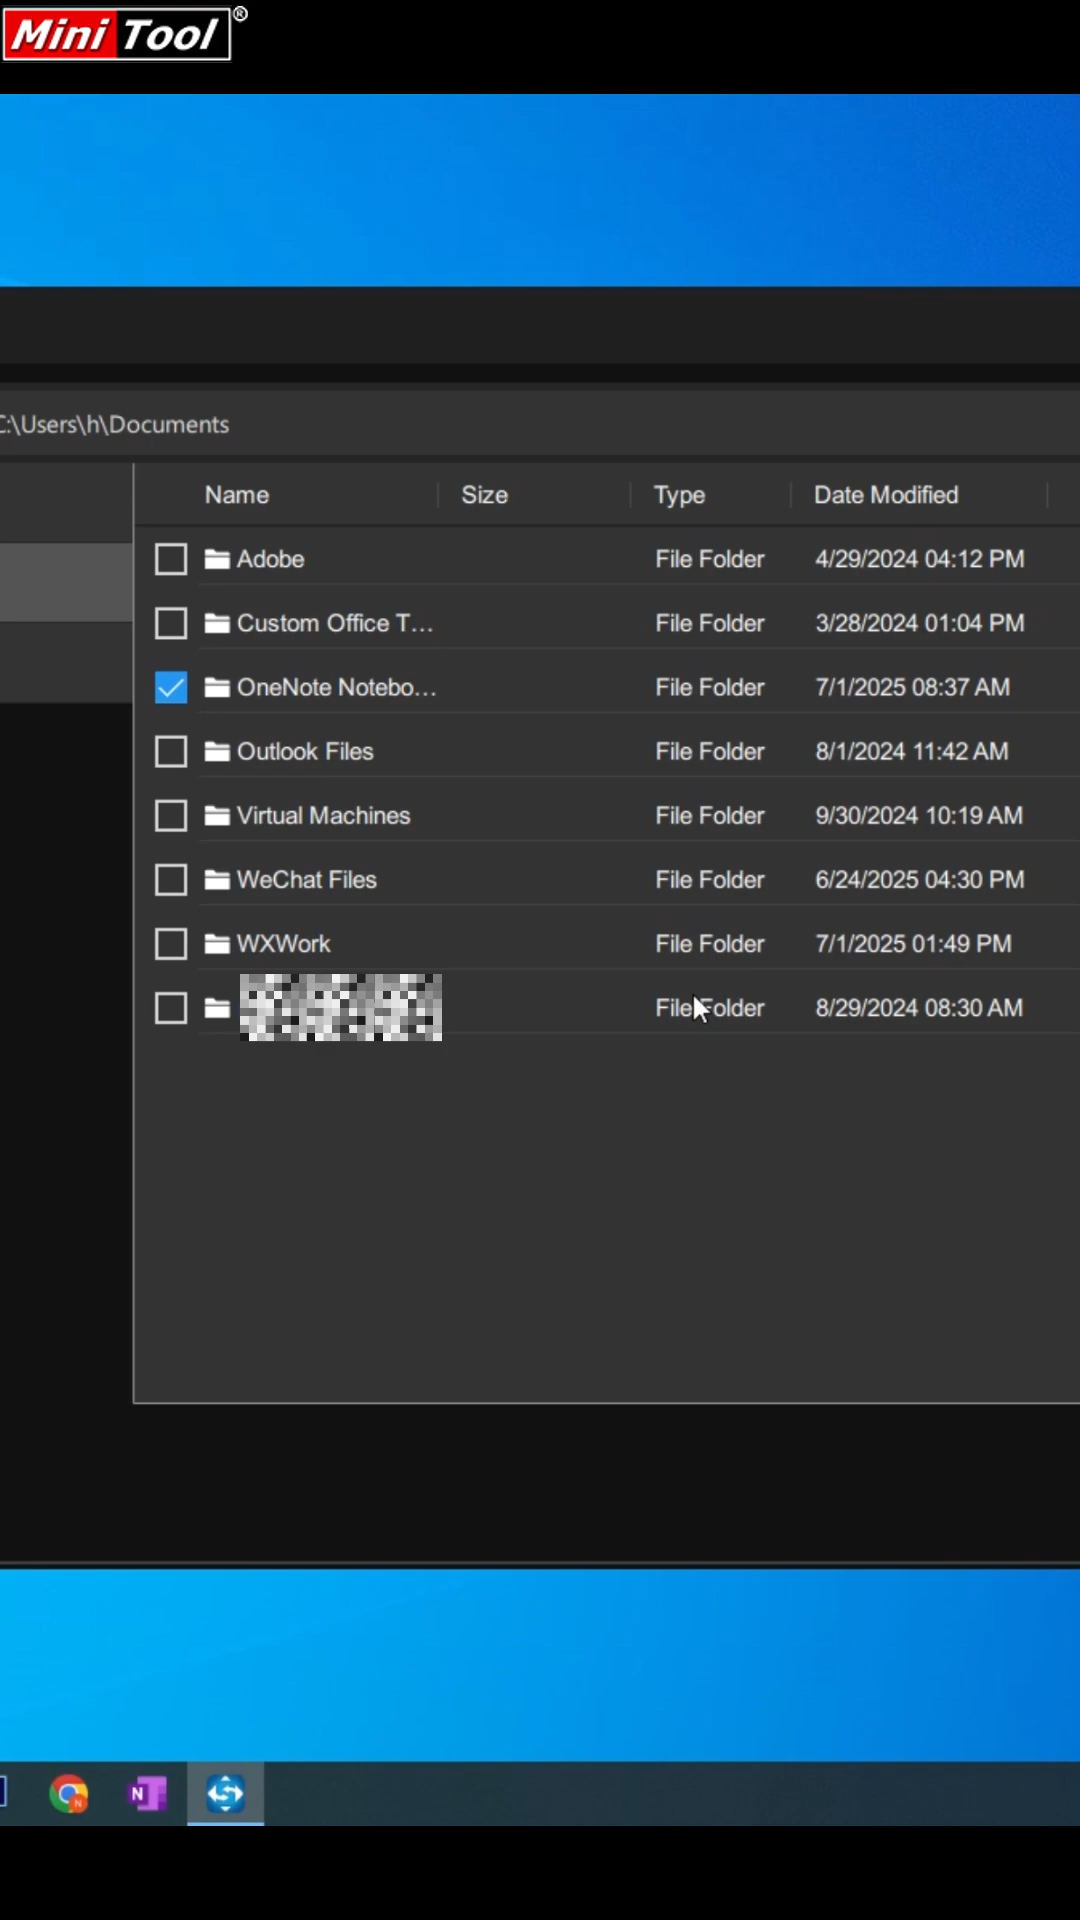 Mini Tool®
C:\Users\h\Documents
Name Size Type Date Modified
Adobe File Folder 4/29/2024 04:12 PM
Custom Office T... File Folder 3/28/2024 01:04 PM
OneNote Notebo... File Folder 7/1/2025 08:37 AM
Outlook Files File Folder 8/1/2024 11:42 AM
Virtual Machines File Folder 9/30/2024 10:19 AM
WeChat Files File Folder 6/24/2025 04:30 PM
WXWork File Folder 7/1/2025 01:49 PM
File Folder 8/29/2024 08:30 AM
N N